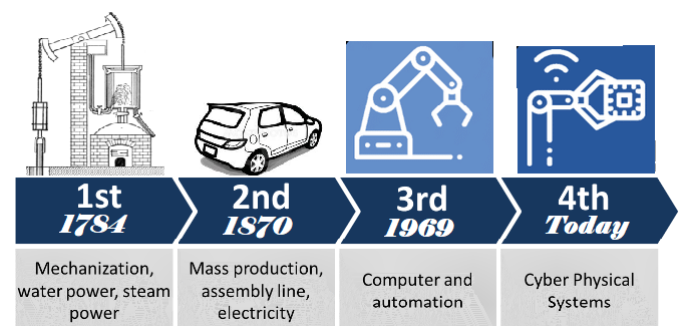 1st
1784
2nd
1870
3rd
1969
4th
Today
Mechanization,
water power, steam
power
Mass production,
assembly line,
electricity
Computer and
automation
Cyber Physical
Systems